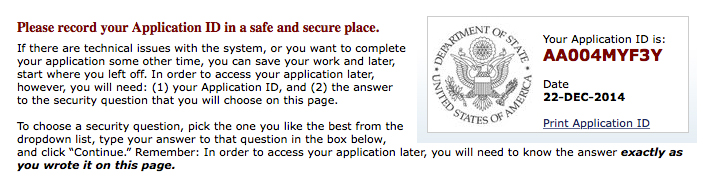 Please record your Application ID in a safe and secure place.
If there are technical issues with the system, or you want to complete
your application some other time, you can save your work and later,
start where you left off. In order to access your application later,
however, you will need: (1) your Application ID, and (2) the answer
to the security question that you will choose on this page.
To choose a security question, pick the one you like the best from the
dropdown list, type your answer to that question in the box below,
and click “Continue.” Remember: In order to access your application later, you will need to know the answer exactly as
you wrote it on this page.
DEPARTMENT OF STATE
UNITED STATES OF AMERICA
Your Application ID is:
AA004MYF3Y
Date
22-DEC-2014
Print Application ID